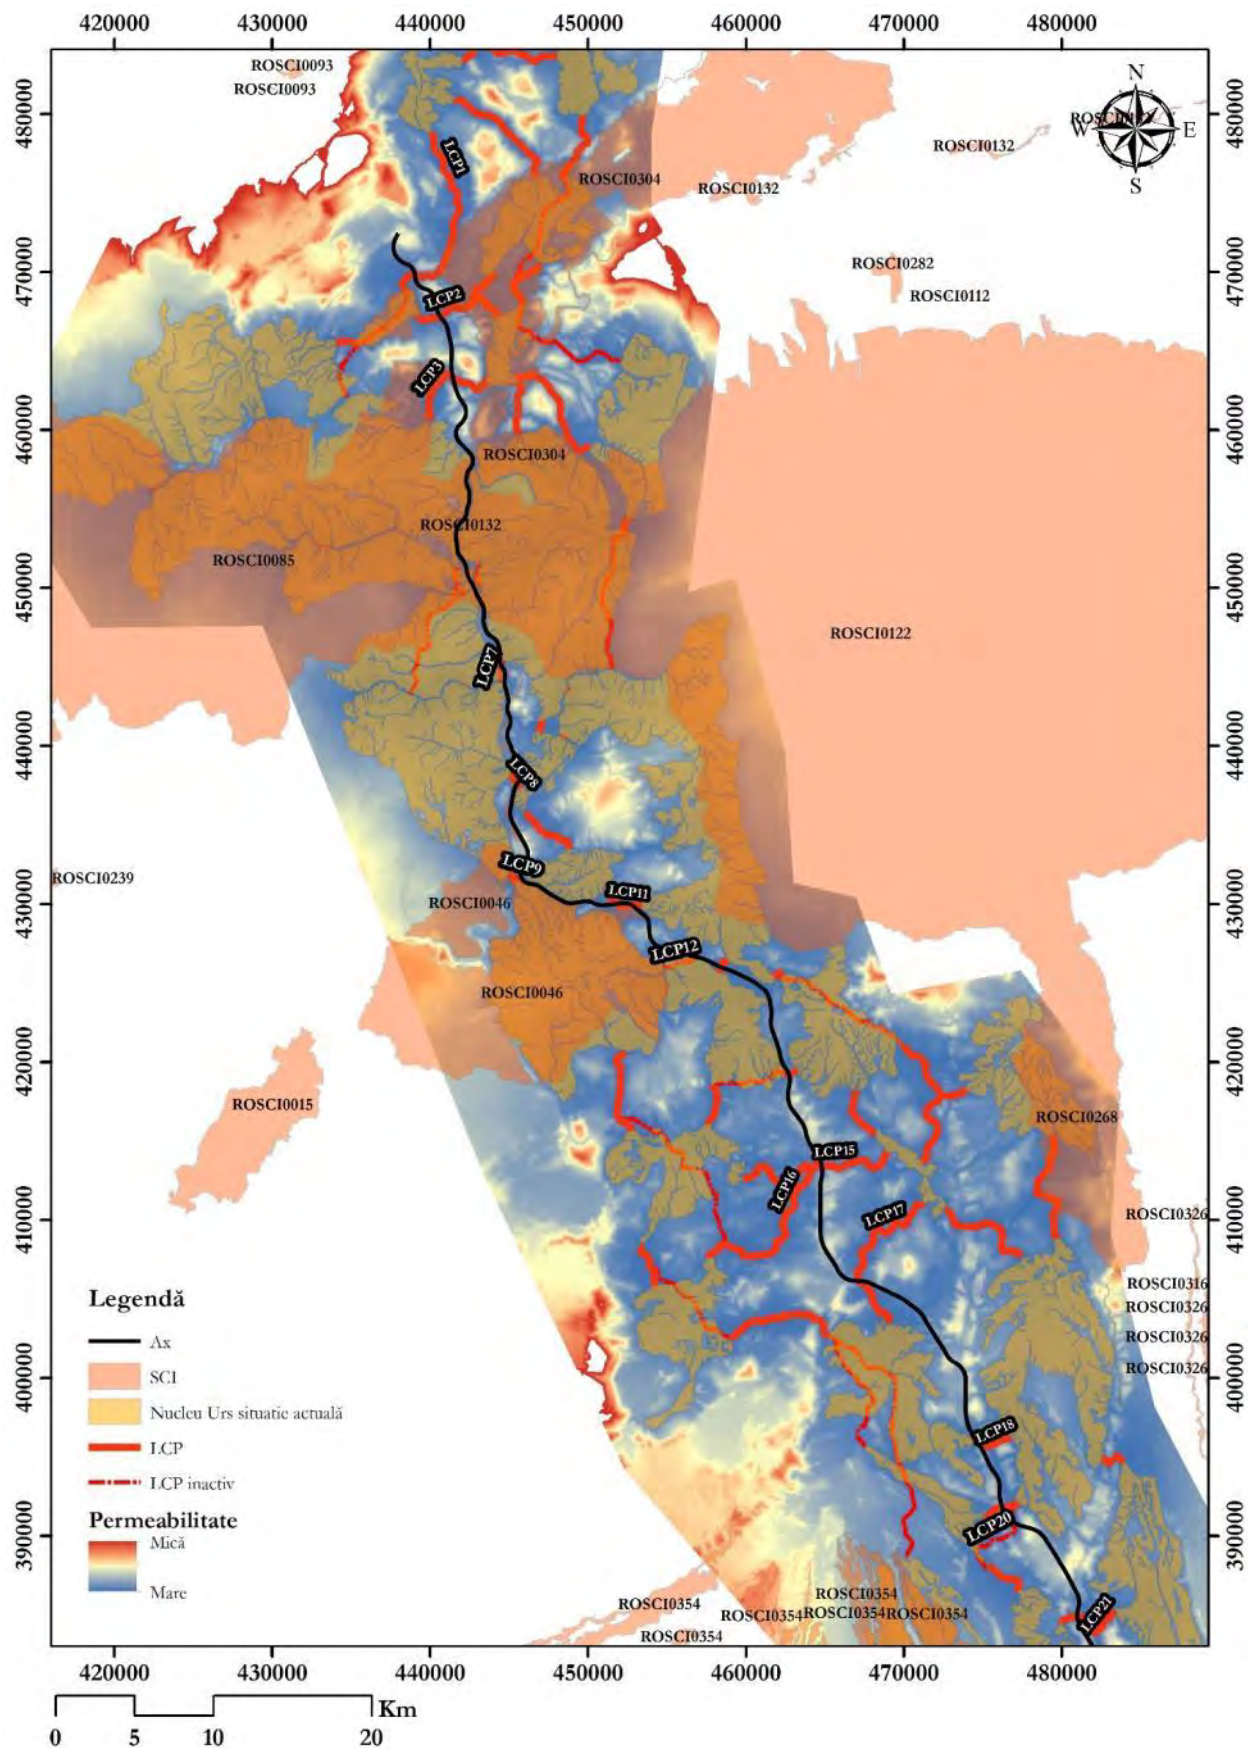 420000 430000 440000 450000 460000 470000 480000
480000
480000
ROSCI0093
ROSCI0093
N
W
E
S
LCP1
ROSCI0132
ROSCI0304
ROSCI0132
470000
470000
ROSCI0282
ROSCI0112
LCP2
LCP3
460000
460000
ROSCI0304
ROSCI0132
ROSCI0085
450000
450000
ROSCI0122
LCP7
440000
440000
LCP8
LCP9
ROSCI0239
LCP11
ROSCI0046
430000
430000
LCP12
ROSCI0046
420000
420000
ROSCI0015
ROSCI0268
LCP15
LCP16
LCP17
410000
410000
ROSCI0326
ROSCI0316
ROSCI0326
ROSCI0326
ROSCI0326
Legendă
Ax
SCI
Nucleu Urs situatie actuală
LCP
LCP inactiv
Permeabilitate
Mică
Mare
400000
400000
LCP18
390000
390000
LCP20
ROSCI0354
ROSCI0354
ROSCI0354
ROSCI0354
ROSCI0354
ROSCI0354
LCP21
420000 430000 440000 450000 460000 470000 480000
Km
0 5 10 20